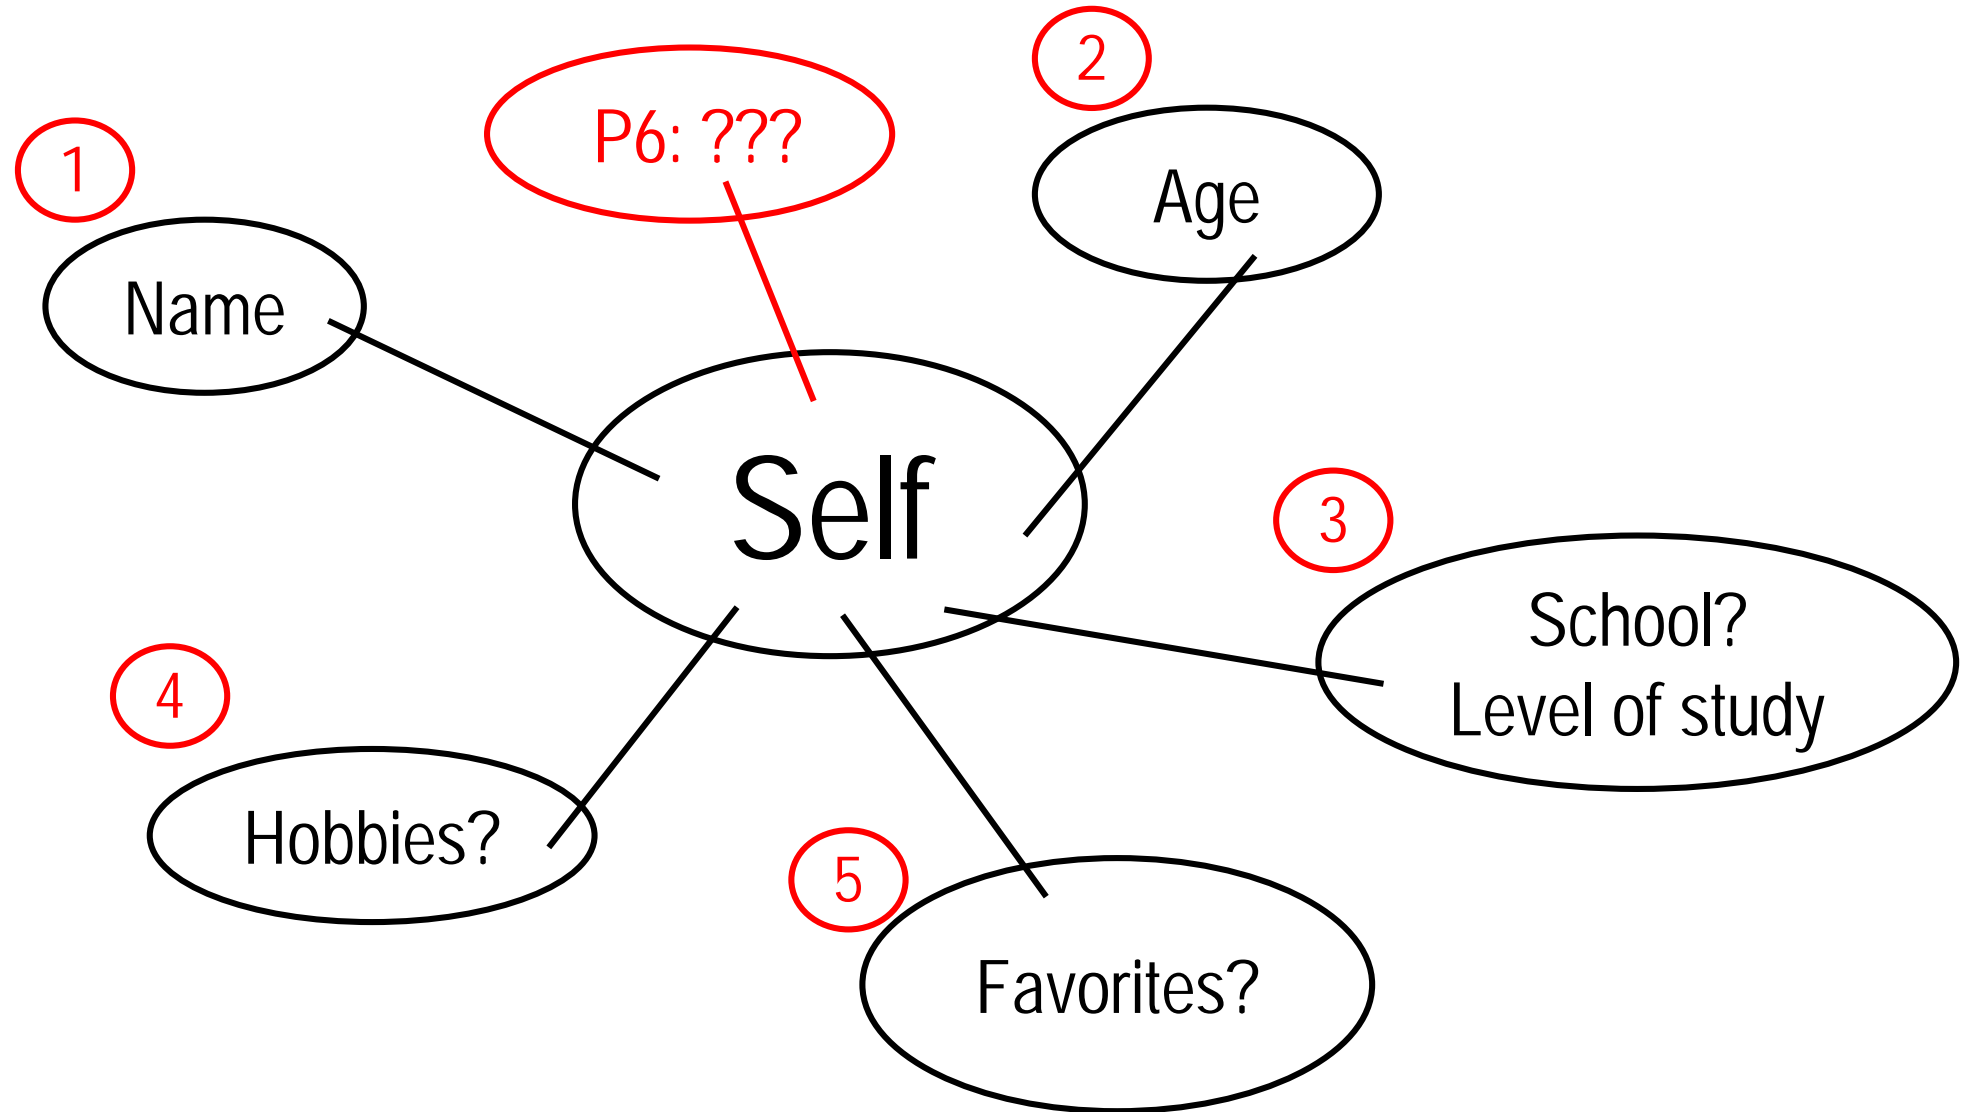 2
P6: ???
1
Age
Name
Self
3
School?
Level of study
4
Hobbies?
5
Favorites?